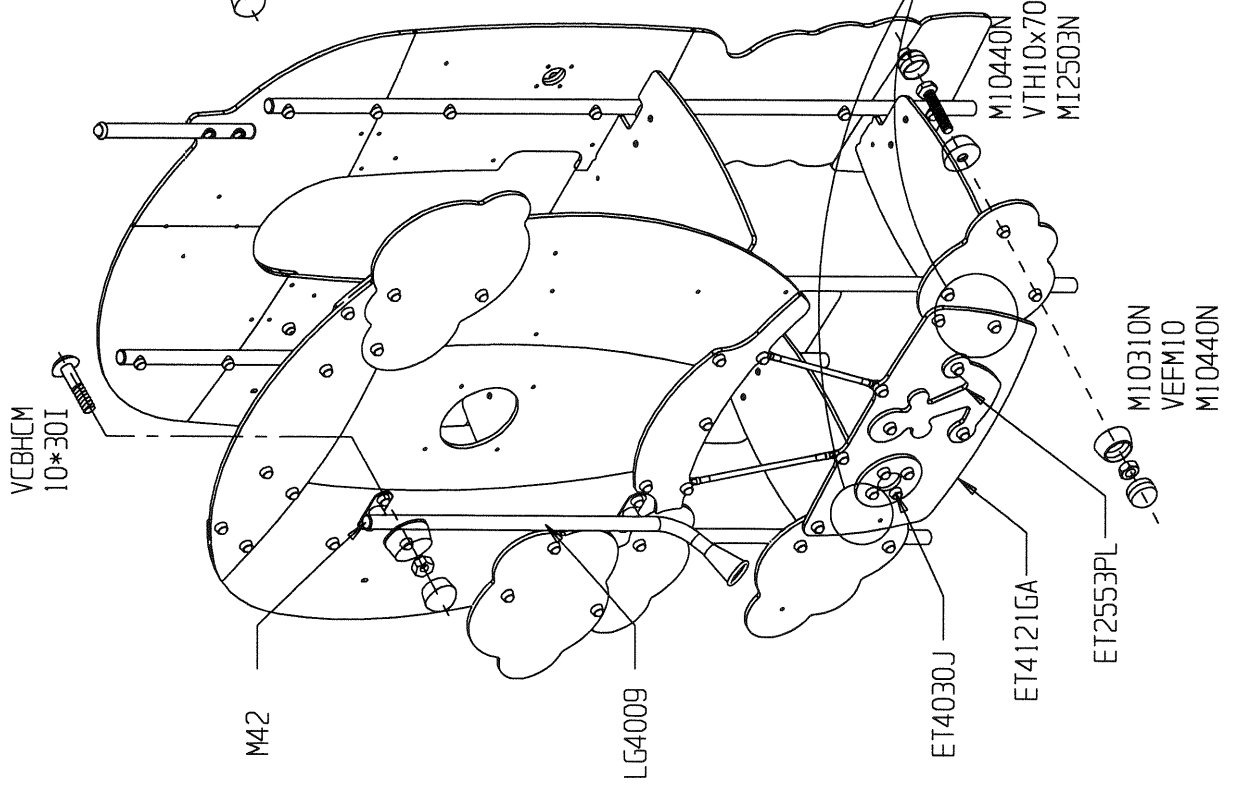 VCBHCM
10*30I
M10440N
VTH10x70
MI2503N
M10310N
VEFM10
M10440N
M42
LG4009
ET4030J
ET4121GA
ET2553PL